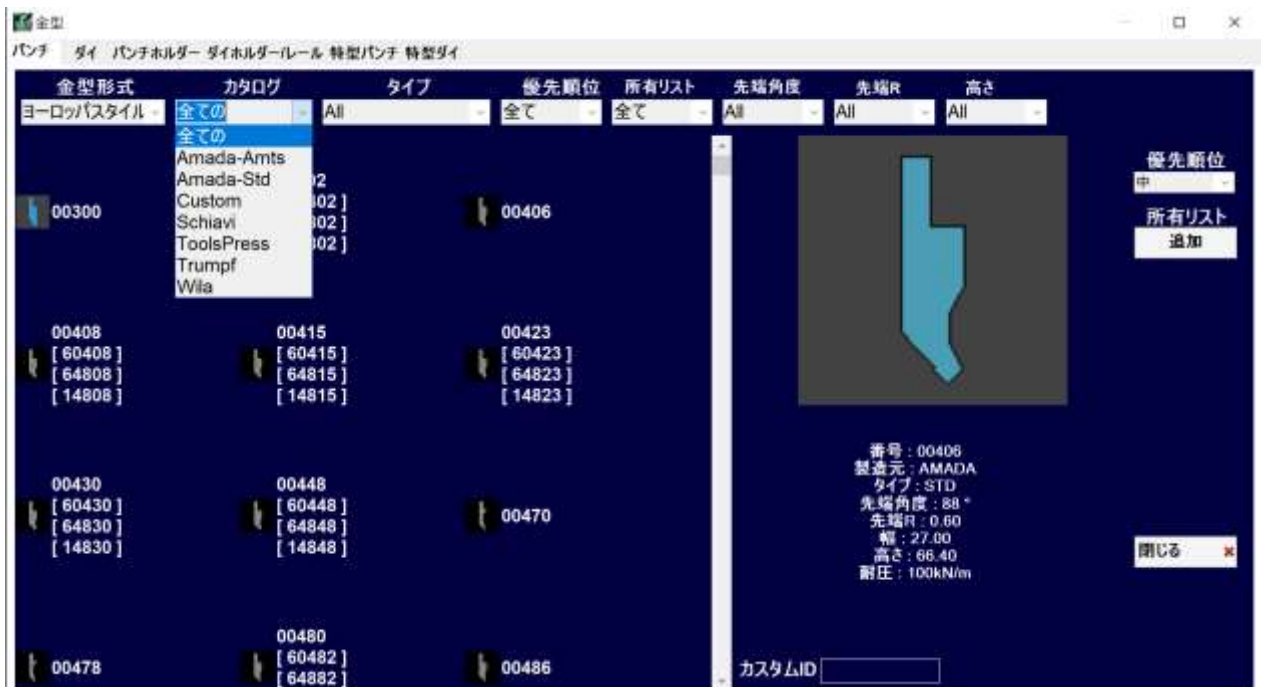 金型
パンチ ダイ パンチホルダー ダイホルダー/レール 特型パンチ 特型ダイ
金型形式 カタログ タイプ 優先順位 所有リスト 先端角度 先端R 高さ
ヨーロッパスタイル 全ての All 全て 全て All All All
全ての
Amada-Amts
Amada-Std
Custom
Schiavi
ToolsPress
Trumpf
Wila
00300
02
02 ]
02 ]
02 ]
00406
00408
[ 60408 ]
[ 64808 ]
[ 14808 ]
00415
[ 60415 ]
[ 64815 ]
[ 14815 ]
00423
[ 60423 ]
[ 64823 ]
[ 14823 ]
00430
[ 60430 ]
[ 64830 ]
[ 14830 ]
00448
[ 60448 ]
[ 64848 ]
[ 14848 ]
00470
00478
00480
[ 60482 ]
[ 64882 ]
00486
優先順位
中
所有リスト
追加
番号 : 00406
製造元 : AMADA
タイプ : STD
先端角度 : 88 °
先端R : 0.60
幅 : 27.00
高さ : 66.40
耐圧 : 100kN/m
閉じる
カスタムID